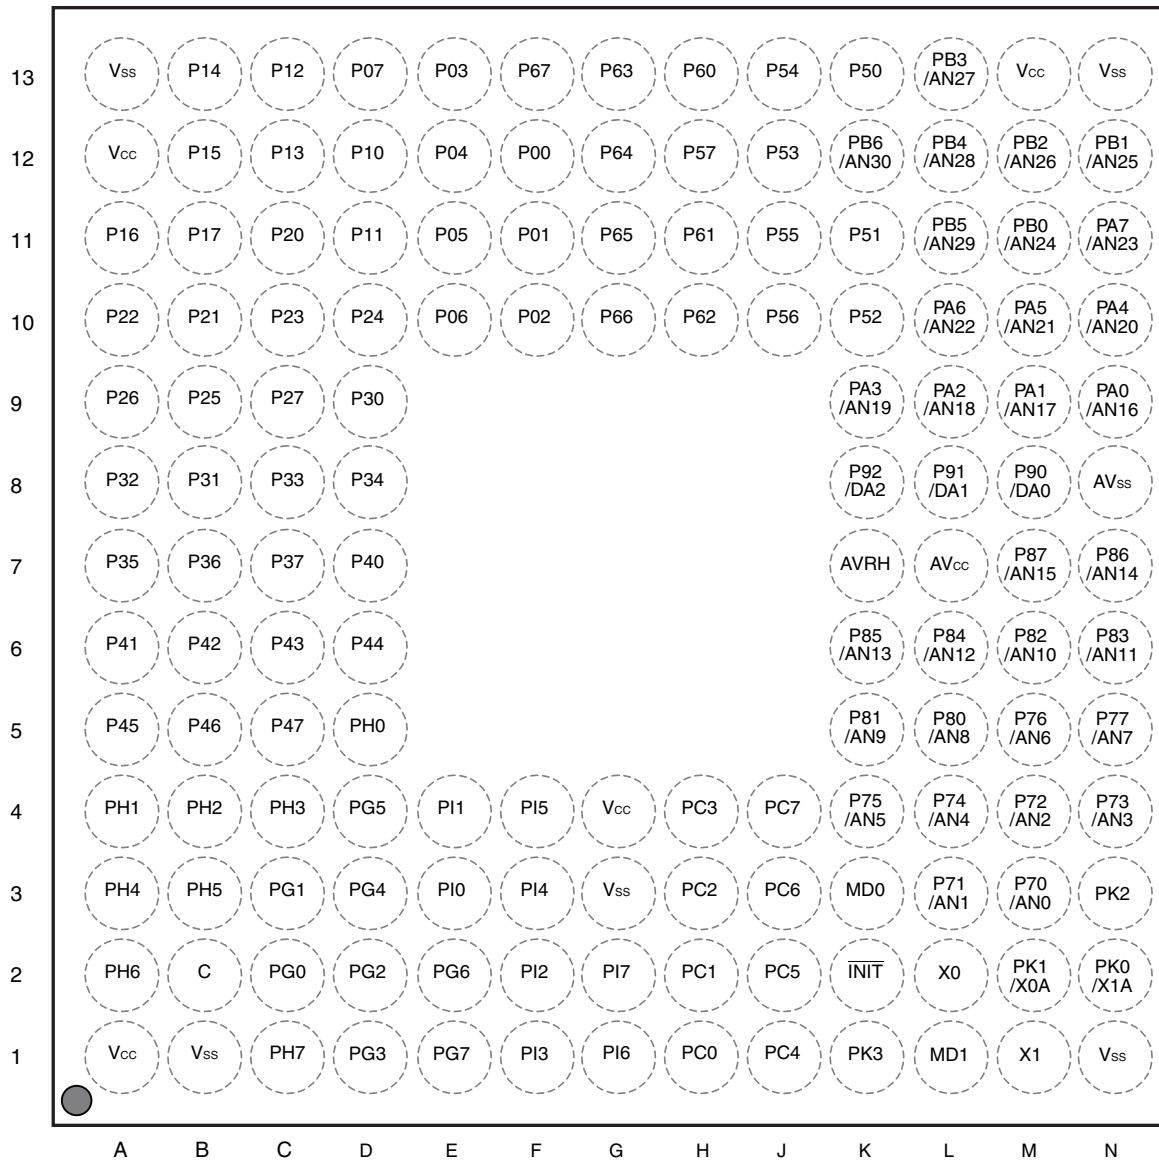 13 Vss P14 P12 P07 P03 P67 P63 P60 P54 P50 PB3/AN27 Vcc Vss
12 Vcc P15 P13 P10 P04 P00 P64 P57 P53 PB6/AN30 PB4/AN28 PB2/AN26 PB1/AN25
11 P16 P17 P20 P11 P05 P01 P65 P61 P55 P51 PB5/AN29 PB0/AN24 PA7/AN23
10 P22 P21 P23 P24 P06 P02 P66 P62 P56 P52 PA6/AN22 PA5/AN21 PA4/AN20
9 P26 P25 P27 P30 PA3/AN19 PA2/AN18 PA1/AN17 PA0/AN16
8 P32 P31 P33 P34 P92/DA2 P91/DA1 P90/DA0 AVss
7 P35 P36 P37 P40 AVRH AVcc P87/AN15 P86/AN14
6 P41 P42 P43 P44 P85/AN13 P84/AN12 P82/AN10 P83/AN11
5 P45 P46 P47 PH0 P81/AN9 P80/AN8 P76/AN6 P77/AN7
4 PH1 PH2 PH3 PG5 PI1 PI5 Vcc PC3 PC7 P75/AN5 P74/AN4 P72/AN2 P73/AN3
3 PH4 PH5 PG1 PG4 PI0 PI4 Vss PC2 PC6 MD0 P71/AN1 P70/AN0 PK2
2 PH6 C PG0 PG2 PG6 PI2 PI7 PC1 PC5 INIT X0 PK1/X0A PK0/X1A
1 Vcc Vss PH7 PG3 PG7 PI3 PI6 PC0 PC4 PK3 MD1 X1 Vss
A B C D E F G H J K L M N